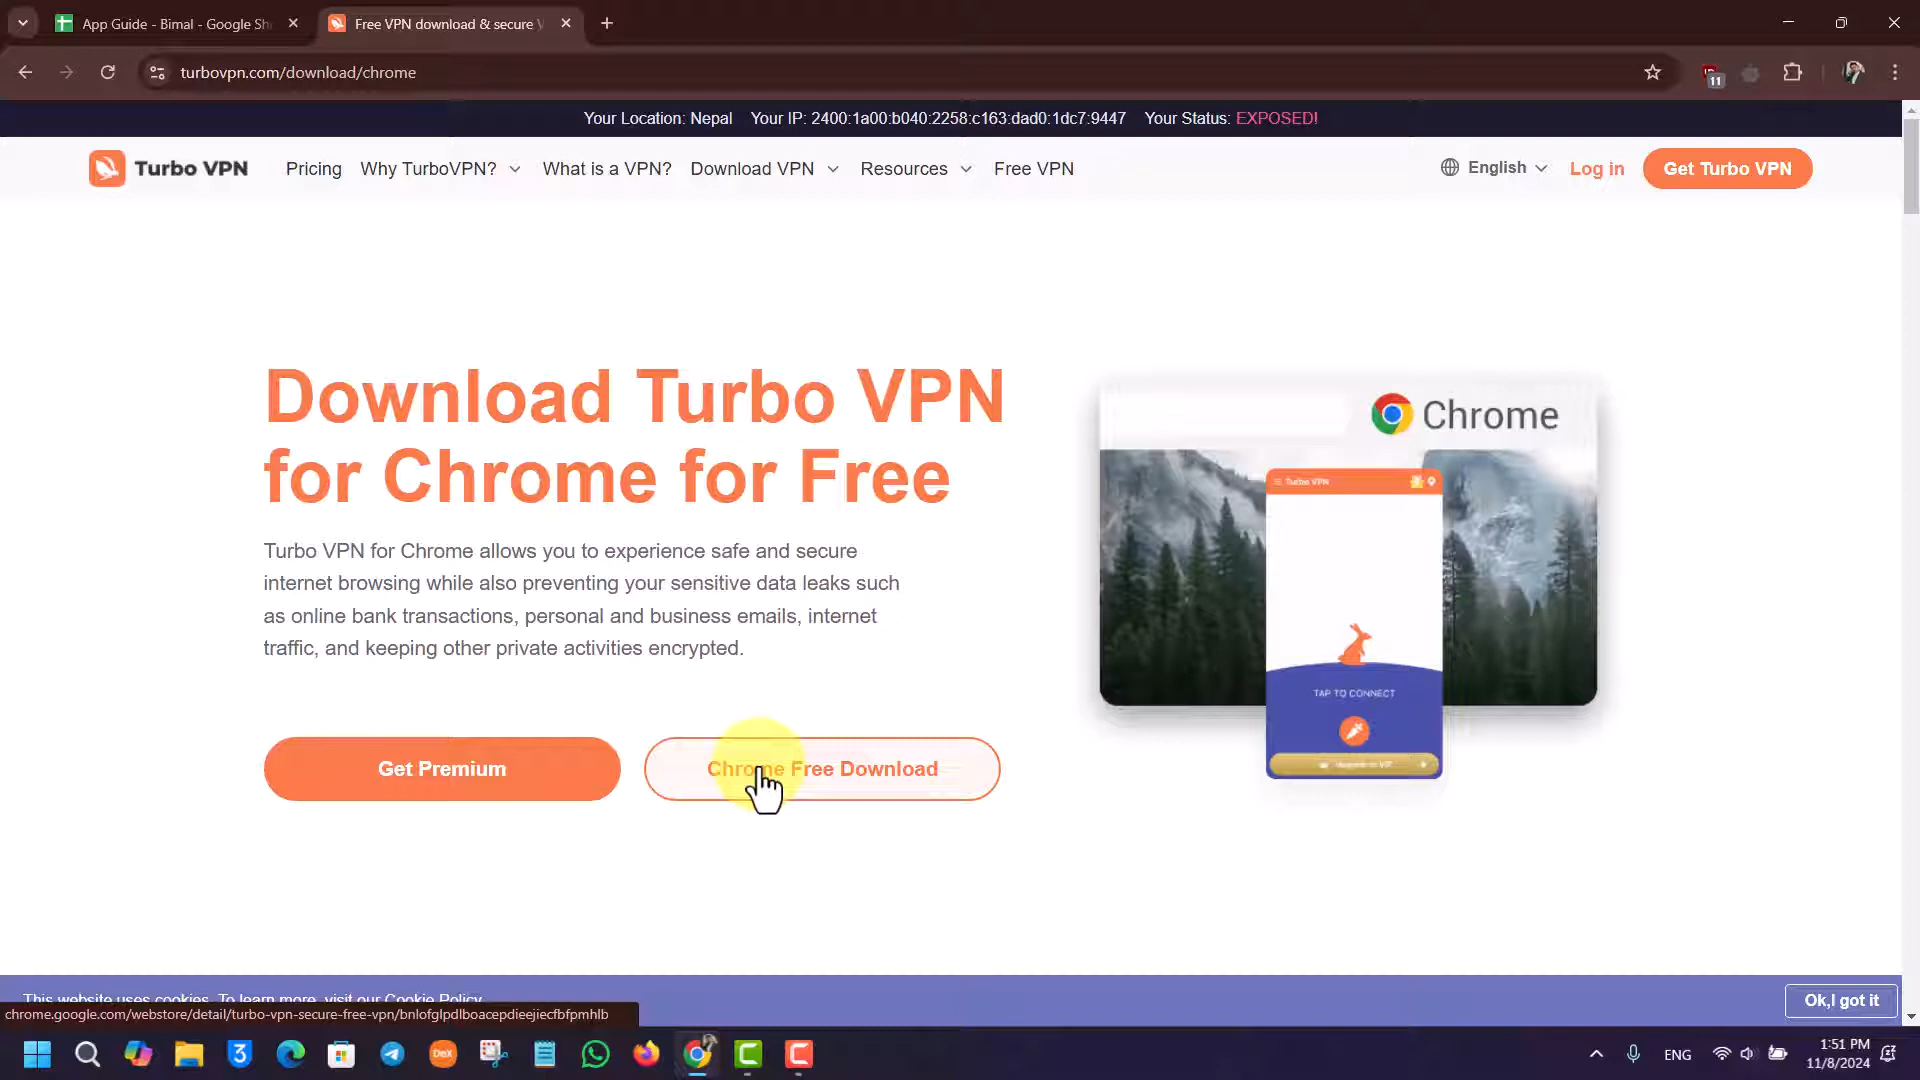 App Guide - Bimal - Google Sh
Free VPN download & secure V
turbovpn.com/download/chrome
11
Your Location: Nepal Your IP: 2400:1a00:b040:2258:c163:dad0:1dc7:9447 Your Status: EXPOSED!
Turbo VPN
Pricing
Why TurboVPN?
What is a VPN?
Download VPN
Resources
Free VPN
English
Log in
Get Turbo VPN
Download Turbo VPN
for Chrome for Free
Turbo VPN for Chrome allows you to experience safe and secure
internet browsing while also preventing your sensitive data leaks such
as online bank transactions, personal and business emails, internet
traffic, and keeping other private activities encrypted.
Get Premium
Chrome Free Download
Chrome
Turbo VPN
TAP TO CONNECT
Upgrade to VIP
This website uses cookies. To learn more, visit our Cookie Policy
Ok,I got it
chrome.google.com/webstore/detail/turbo-vpn-secure-free-vpn/bnlofglpdlboacepdieejiecfbfpmhlb
DeX
ENG
1:51 PM
11/8/2024